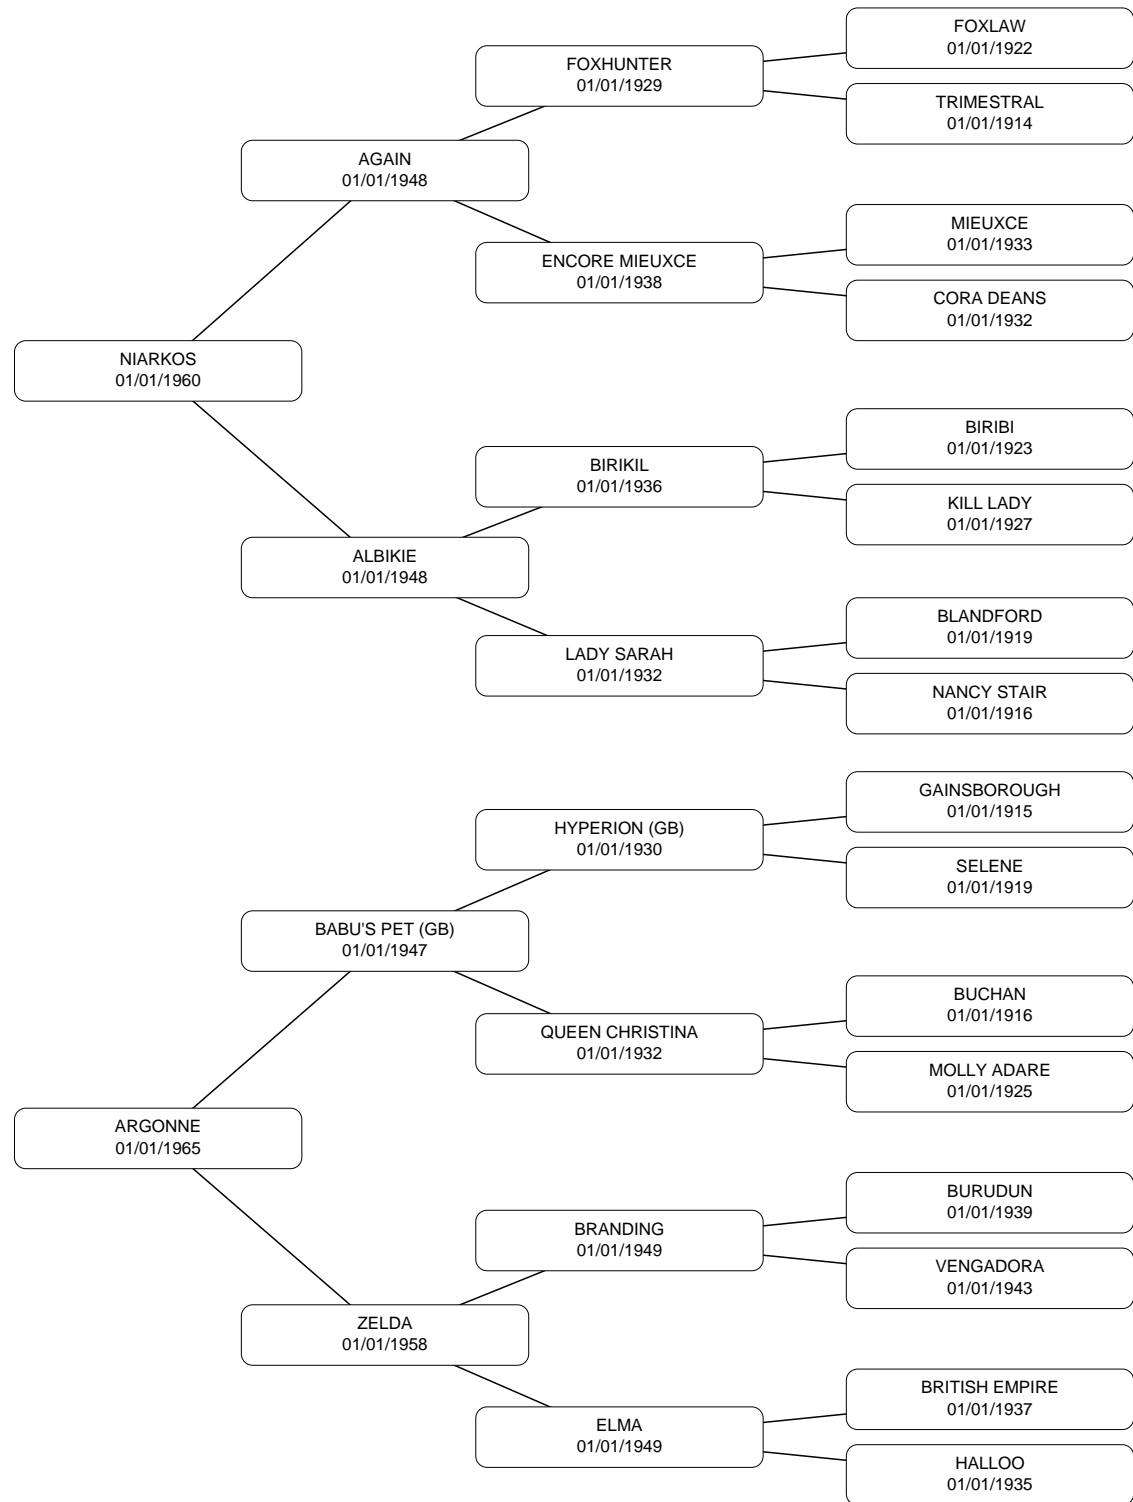 FOXLAW
01/01/1922
FOXHUNTER
01/01/1929
TRIMESTRAL
01/01/1914
AGAIN
01/01/1948
MIEUXCE
01/01/1933
ENCORE MIEUXCE
01/01/1938
CORA DEANS
01/01/1932
NIARKOS
01/01/1960
BIRIBI
01/01/1923
BIRIKIL
01/01/1936
KILL LADY
01/01/1927
ALBIKIE
01/01/1948
BLANDFORD
01/01/1919
LADY SARAH
01/01/1932
NANCY STAIR
01/01/1916
GAINSBOROUGH
01/01/1915
HYPERION (GB)
01/01/1930
SELENE
01/01/1919
BABU'S PET (GB)
01/01/1947
BUCHAN
01/01/1916
QUEEN CHRISTINA
01/01/1932
MOLLY ADARE
01/01/1925
ARGONNE
01/01/1965
BURUDUN
01/01/1939
BRANDING
01/01/1949
VENGADORA
01/01/1943
ZELDA
01/01/1958
BRITISH EMPIRE
01/01/1937
ELMA
01/01/1949
HALLOO
01/01/1935